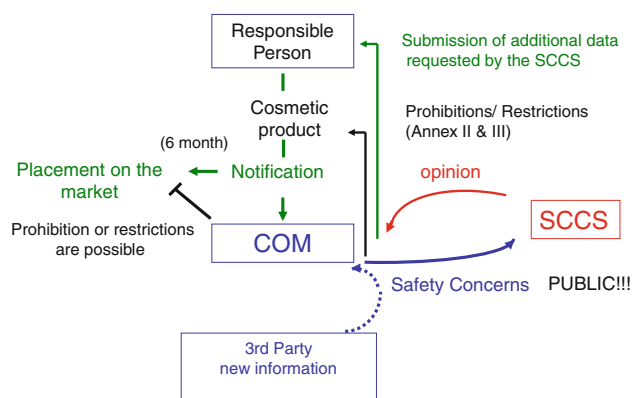 Responsible
Person
Submission of additional data
requested by the SCCS
Cosmetic
product
Prohibitions/ Restrictions
(Annex II & III)
(6 month)
Placement on the
market
Notification
opinion
Prohibition or restrictions
are possible
COM
SCCS
Safety Concerns
PUBLIC!!!
3rd Party
new information